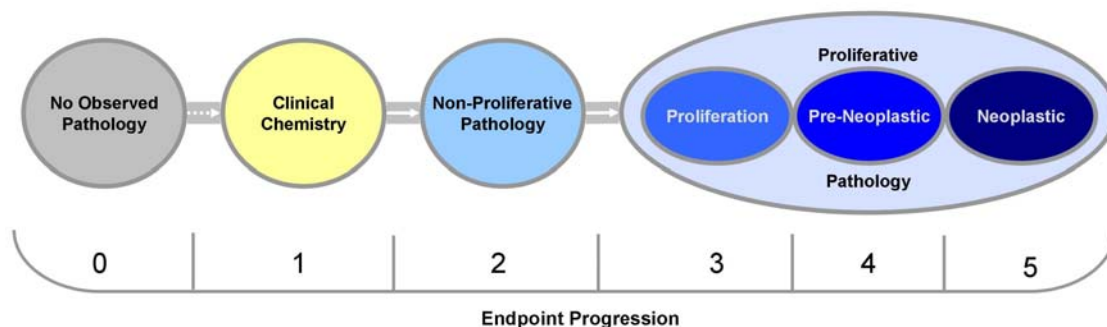 No Observed
Pathology
Clinical
Chemistry
Non-Proliferative
Pathology
Proliferative
Proliferation
Pre-Neoplastic
Neoplastic
Pathology
0 1 2 3 4 5
Endpoint Progression